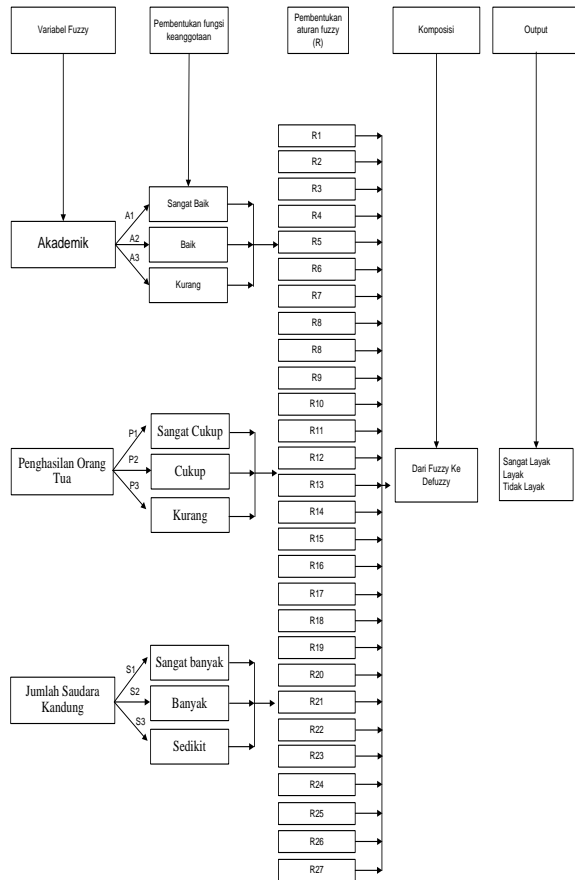 Variabel Fuzzy
Pembentukan fungsi
keanggotaan
Pembentukan
aturan fuzzy
(R)
Komposisi
Output
R1
R2
R3
R4
R5
R6
R7
R8
R8
R9
R10
R11
R12
R13
R14
R15
R16
R17
R18
R19
R20
R21
R22
R23
R24
R25
R26
R27
Akademik
A1
A2
A3
Sangat Baik
Baik
Kurang
Penghasilan Orang
Tua
P1
P2
P3
Sangat Cukup
Cukup
Kurang
Jumlah Saudara
Kandung
S1
S2
S3
Sangat banyak
Banyak
Sedikit
Dari Fuzzy Ke
Defuzzy
Sangat Layak
Layak
Tidak Layak